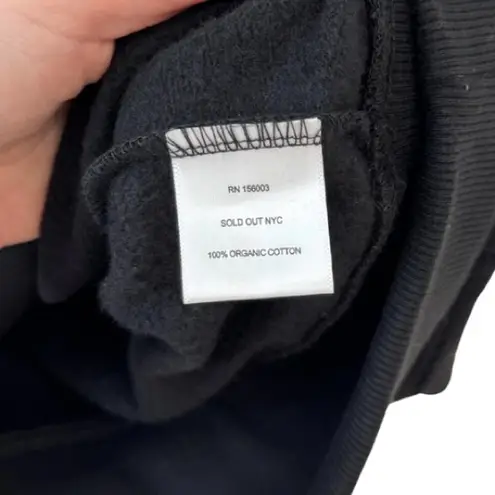 RN 156003
SOLD OUT NYC
100% ORGANIC COTTON